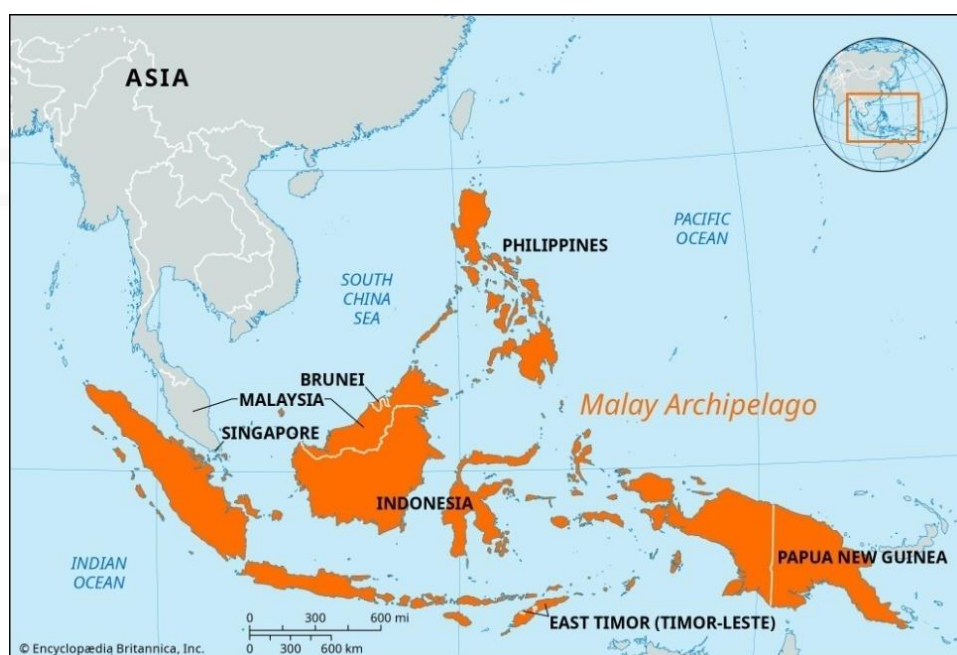 ASIA
PHILIPPINES
PACIFIC
OCEAN
SOUTH
CHINA
SEA
BRUNEI
MALAYSIA
SINGAPORE
Malay Archipelago
INDONESIA
INDIAN
OCEAN
PAPUA NEW GUINEA
EAST TIMOR (TIMOR-LESTE)
0 300 600 mi
0 300 600 km
© Encyclopædia Britannica, Inc.